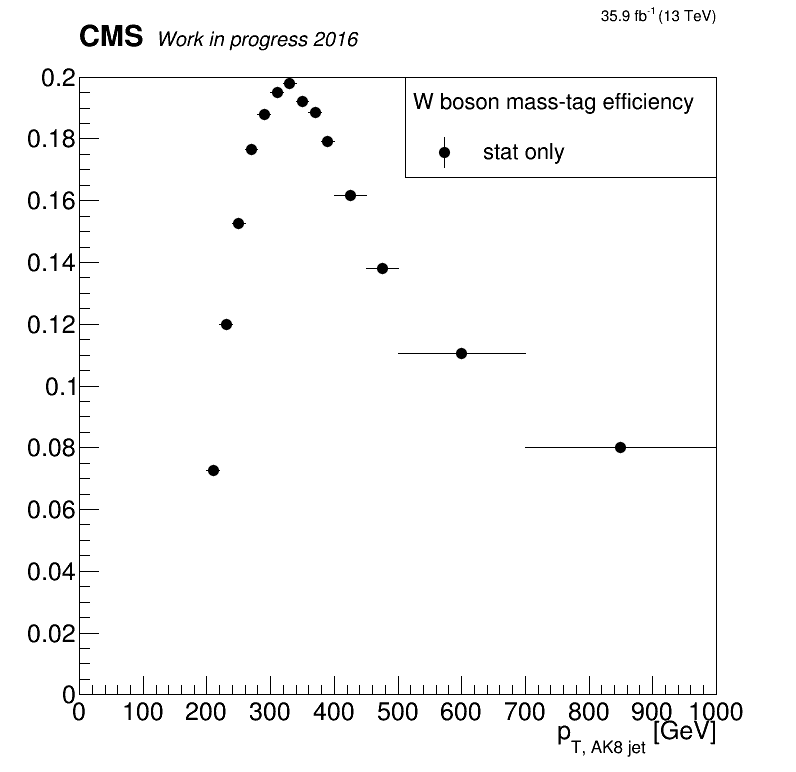 35.9 fb⁻¹ (13 TeV)
CMS Work in progress 2016
W boson mass-tag efficiency
stat only
0.2
0.18
0.16
0.14
0.12
0.1
0.08
0.06
0.04
0.02
0
0 100 200 300 400 500 600 700 800 900 1000
p T, AK8 jet [GeV]